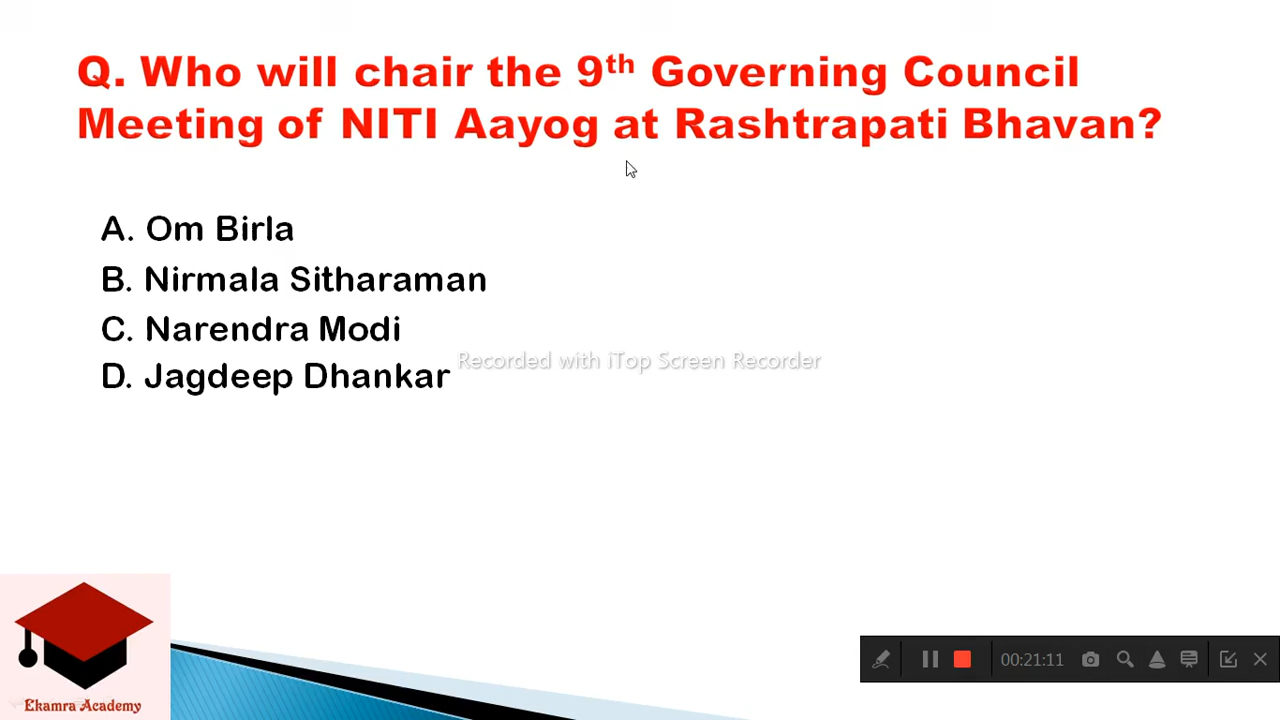 Q. Who will chair the 9th Governing Council
Meeting of NITI Aayog at Rashtrapati Bhavan?
A. Om Birla
B. Nirmala Sitharaman
C. Narendra Modi
D. Jagdeep Dhankar
Recorded with iTop Screen Recorder
Ekamra Academy
00:21:11